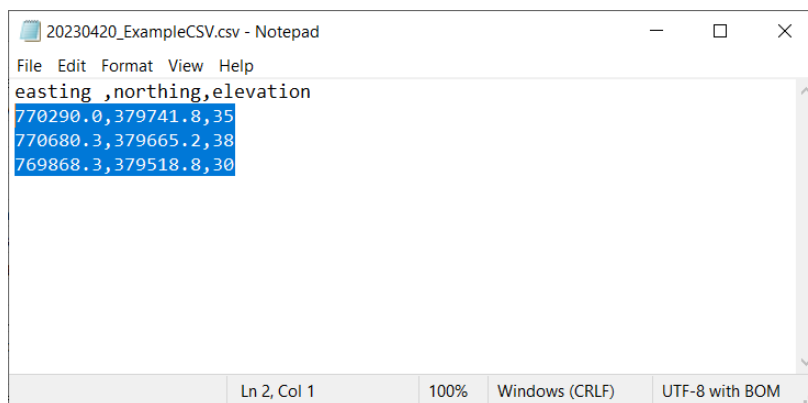 20230420_ExampleCSV.csv - Notepad
File Edit Format View Help
easting ,northing,elevation
770290.0,379741.8,35
770680.3,379665.2,38
769868.3,379518.8,30
Ln 2, Col 1 100% Windows (CRLF) UTF-8 with BOM